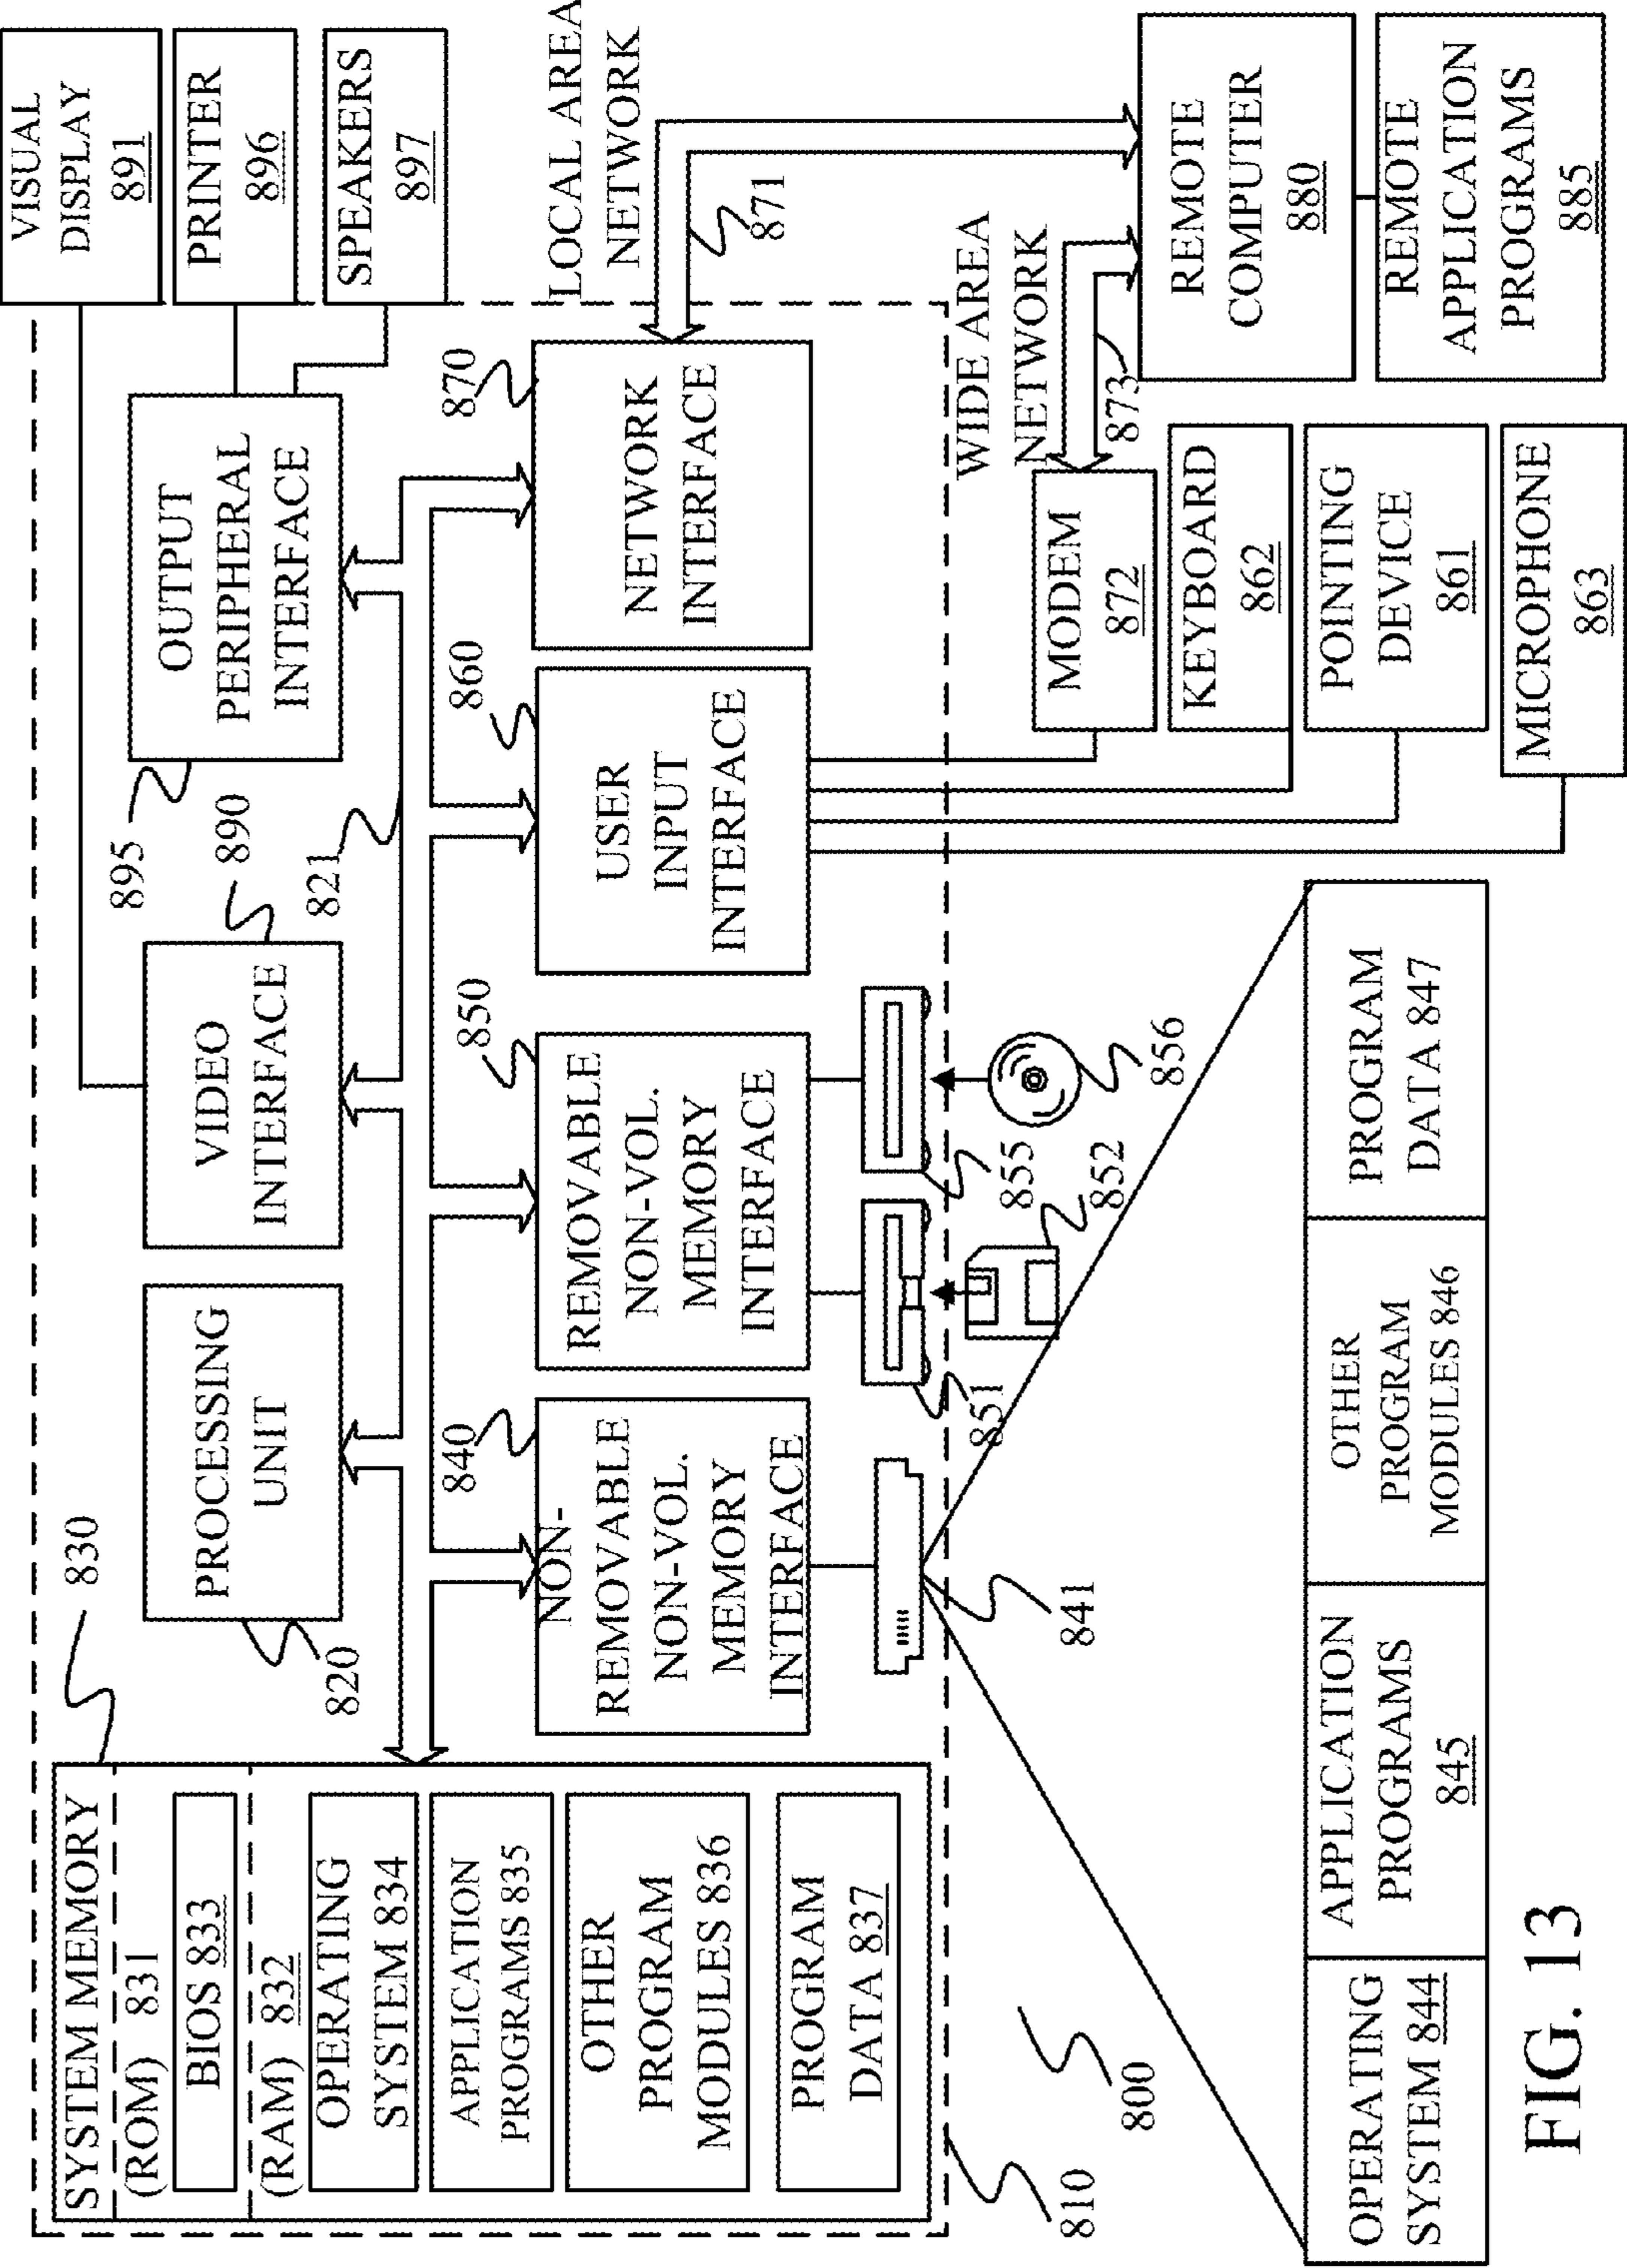 SYSTEM MEMORY
(ROM) 831
BIOS 833
(RAM) 832
OPERATING
SYSTEM 834
APPLICATION
PROGRAMS 835
OTHER
PROGRAM
MODULES 836
PROGRAM
DATA 837
830
820
PROCESSING
UNIT
VIDEO
INTERFACE
890
895
OUTPUT
PERIPHERAL
INTERFACE
821
VISUAL
DISPLAY
891
PRINTER
896
SPEAKERS
897
840
NON-
REMOVABLE
NON-VOL.
MEMORY
INTERFACE
850
REMOVABLE
NON-VOL.
MEMORY
INTERFACE
860
USER
INPUT
INTERFACE
870
NETWORK
INTERFACE
LOCAL AREA
NETWORK
871
WIDE AREA
NETWORK
873
841
851
852
855
856
MODEM
872
KEYBOARD
862
POINTING
DEVICE
861
MICROPHONE
863
REMOTE
COMPUTER
880
REMOTE
APPLICATION
PROGRAMS
885
810
800
OPERATING
SYSTEM 844
APPLICATION
PROGRAMS
845
OTHER
PROGRAM
MODULES 846
PROGRAM
DATA 847
FIG. 13